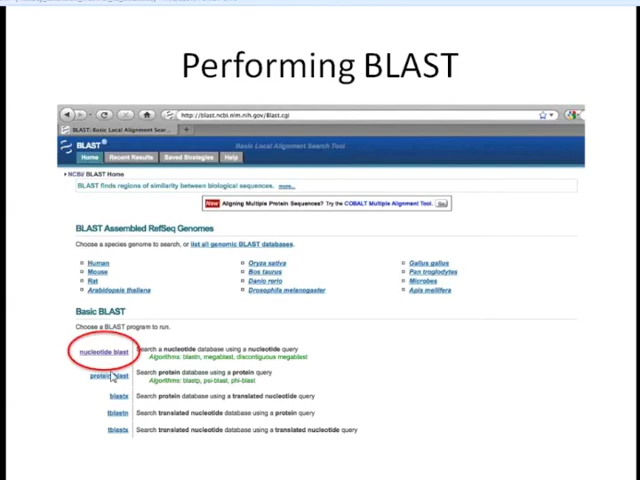 Performing BLAST
http://blast.ncbi.nlm.nih.gov/Blast.cgi
BLAST: Basic Local Alignment Sear...
BLAST® Basic Local Alignment Search Tool
Home Recent Results Saved Strategies Help
NCBI/ BLAST Home
BLAST finds regions of similarity between biological sequences. more...
New Aligning Multiple Protein Sequences? Try the COBALT Multiple Alignment Tool. Go
BLAST Assembled RefSeq Genomes
Choose a species genome to search, or list all genomic BLAST databases.
Human Oryza sativa Gallus gallus
Mouse Bos taurus Pan troglodytes
Rat Danio rerio Microbes
Arabidopsis thaliana Drosophila melanogaster Apis mellifera
Basic BLAST
Choose a BLAST program to run.
nucleotide blast Search a nucleotide database using a nucleotide query
Algorithms: blastn, megablast, discontiguous megablast
protein blast Search protein database using a protein query
Algorithms: blastp, psi-blast, phi-blast
blastx Search protein database using a translated nucleotide query
tblastn Search translated nucleotide database using a protein query
tblastx Search translated nucleotide database using a translated nucleotide query